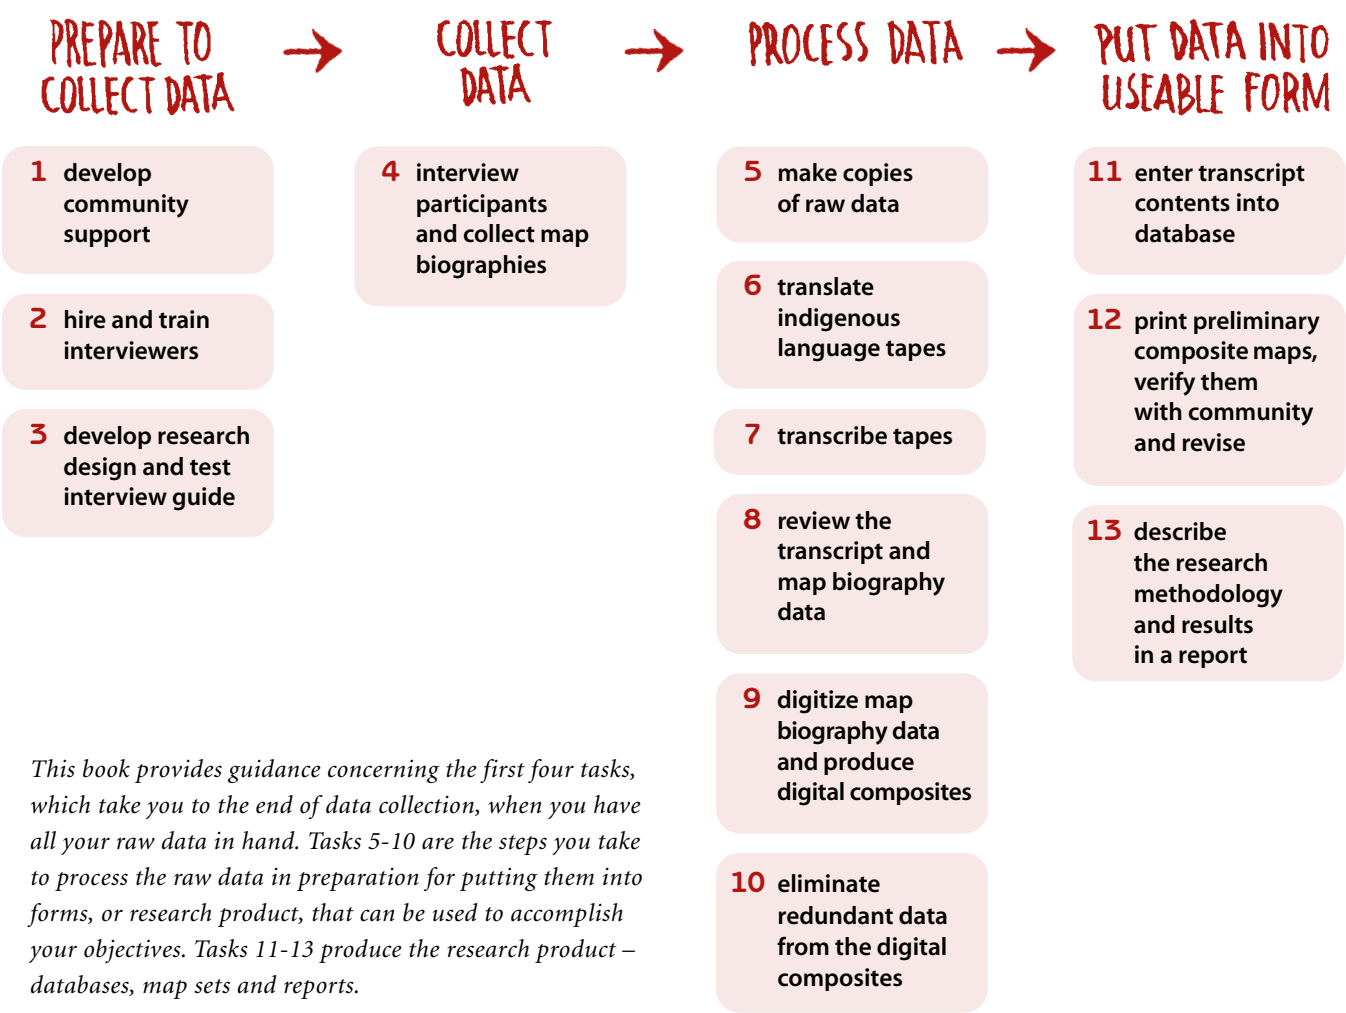 PREPARE TO
COLLECT DATA
COLLECT
DATA
PROCESS DATA
PUT DATA INTO
USEABLE FORM
1 develop
community
support
2 hire and train
interviewers
3 develop research
design and test
interview guide
4 interview
participants
and collect map
biographies
5 make copies
of raw data
6 translate
indigenous
language tapes
7 transcribe tapes
8 review the
transcript and
map biography
data
9 digitize map
biography data
and produce
digital composites
10 eliminate
redundant data
from the digital
composites
11 enter transcript
contents into
database
12 print preliminary
composite maps,
verify them
with community
and revise
13 describe
the research
methodology
and results
in a report
This book provides guidance concerning the first four tasks,
which take you to the end of data collection, when you have
all your raw data in hand. Tasks 5-10 are the steps you take
to process the raw data in preparation for putting them into
forms, or research product, that can be used to accomplish
your objectives. Tasks 11-13 produce the research product –
databases, map sets and reports.